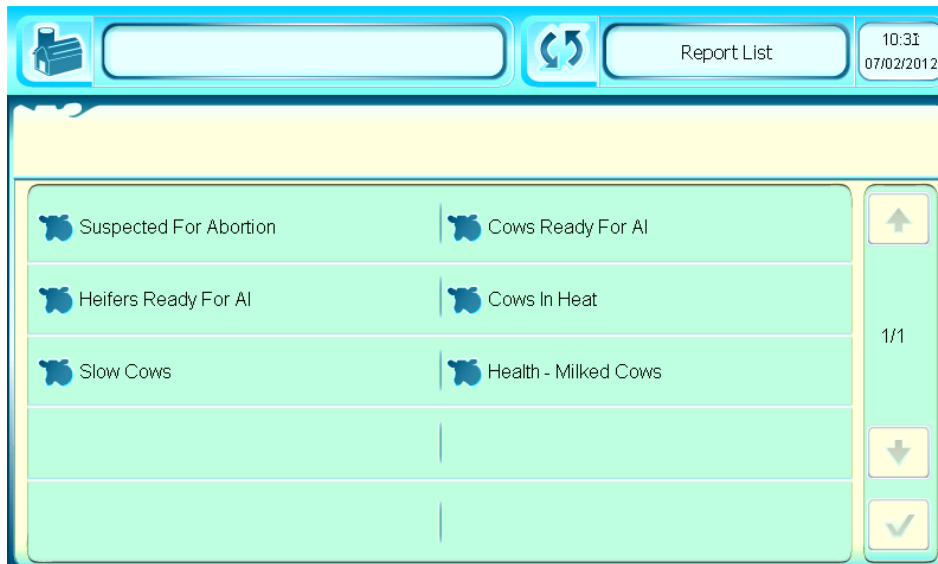 Report List
10:31
07/02/2012
Suspected For Abortion
Cows Ready For AI
Heifers Ready For AI
Cows In Heat
1/1
Slow Cows
Health - Milked Cows